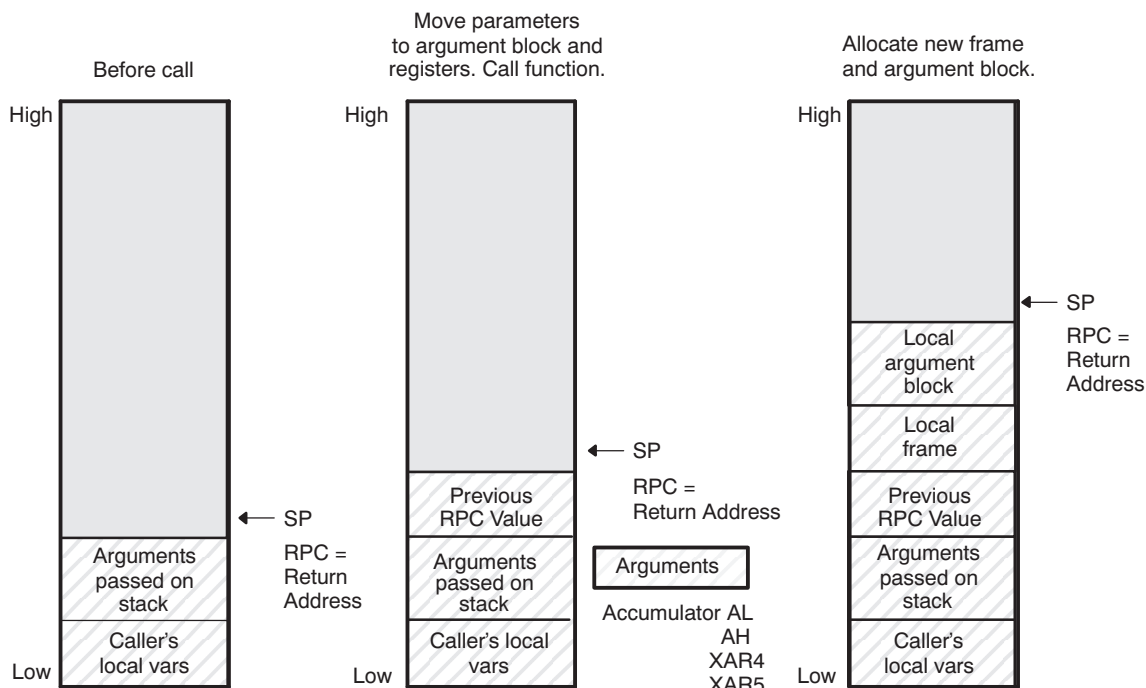 Before call
High
SP
RPC =
Return
Address
Arguments
passed on
stack
Caller's
local vars
Low
Move parameters
to argument block and
registers. Call function.
High
SP
RPC =
Return Address
Previous
RPC Value
Arguments
passed on
stack
Caller's local
vars
Low
Arguments
Accumulator AL
AH
XAR4
XAR5
Allocate new frame
and argument block.
High
SP
RPC =
Return
Address
Local
argument
block
Local
frame
Previous
RPC Value
Arguments
passed on
stack
Caller's
local vars
Low